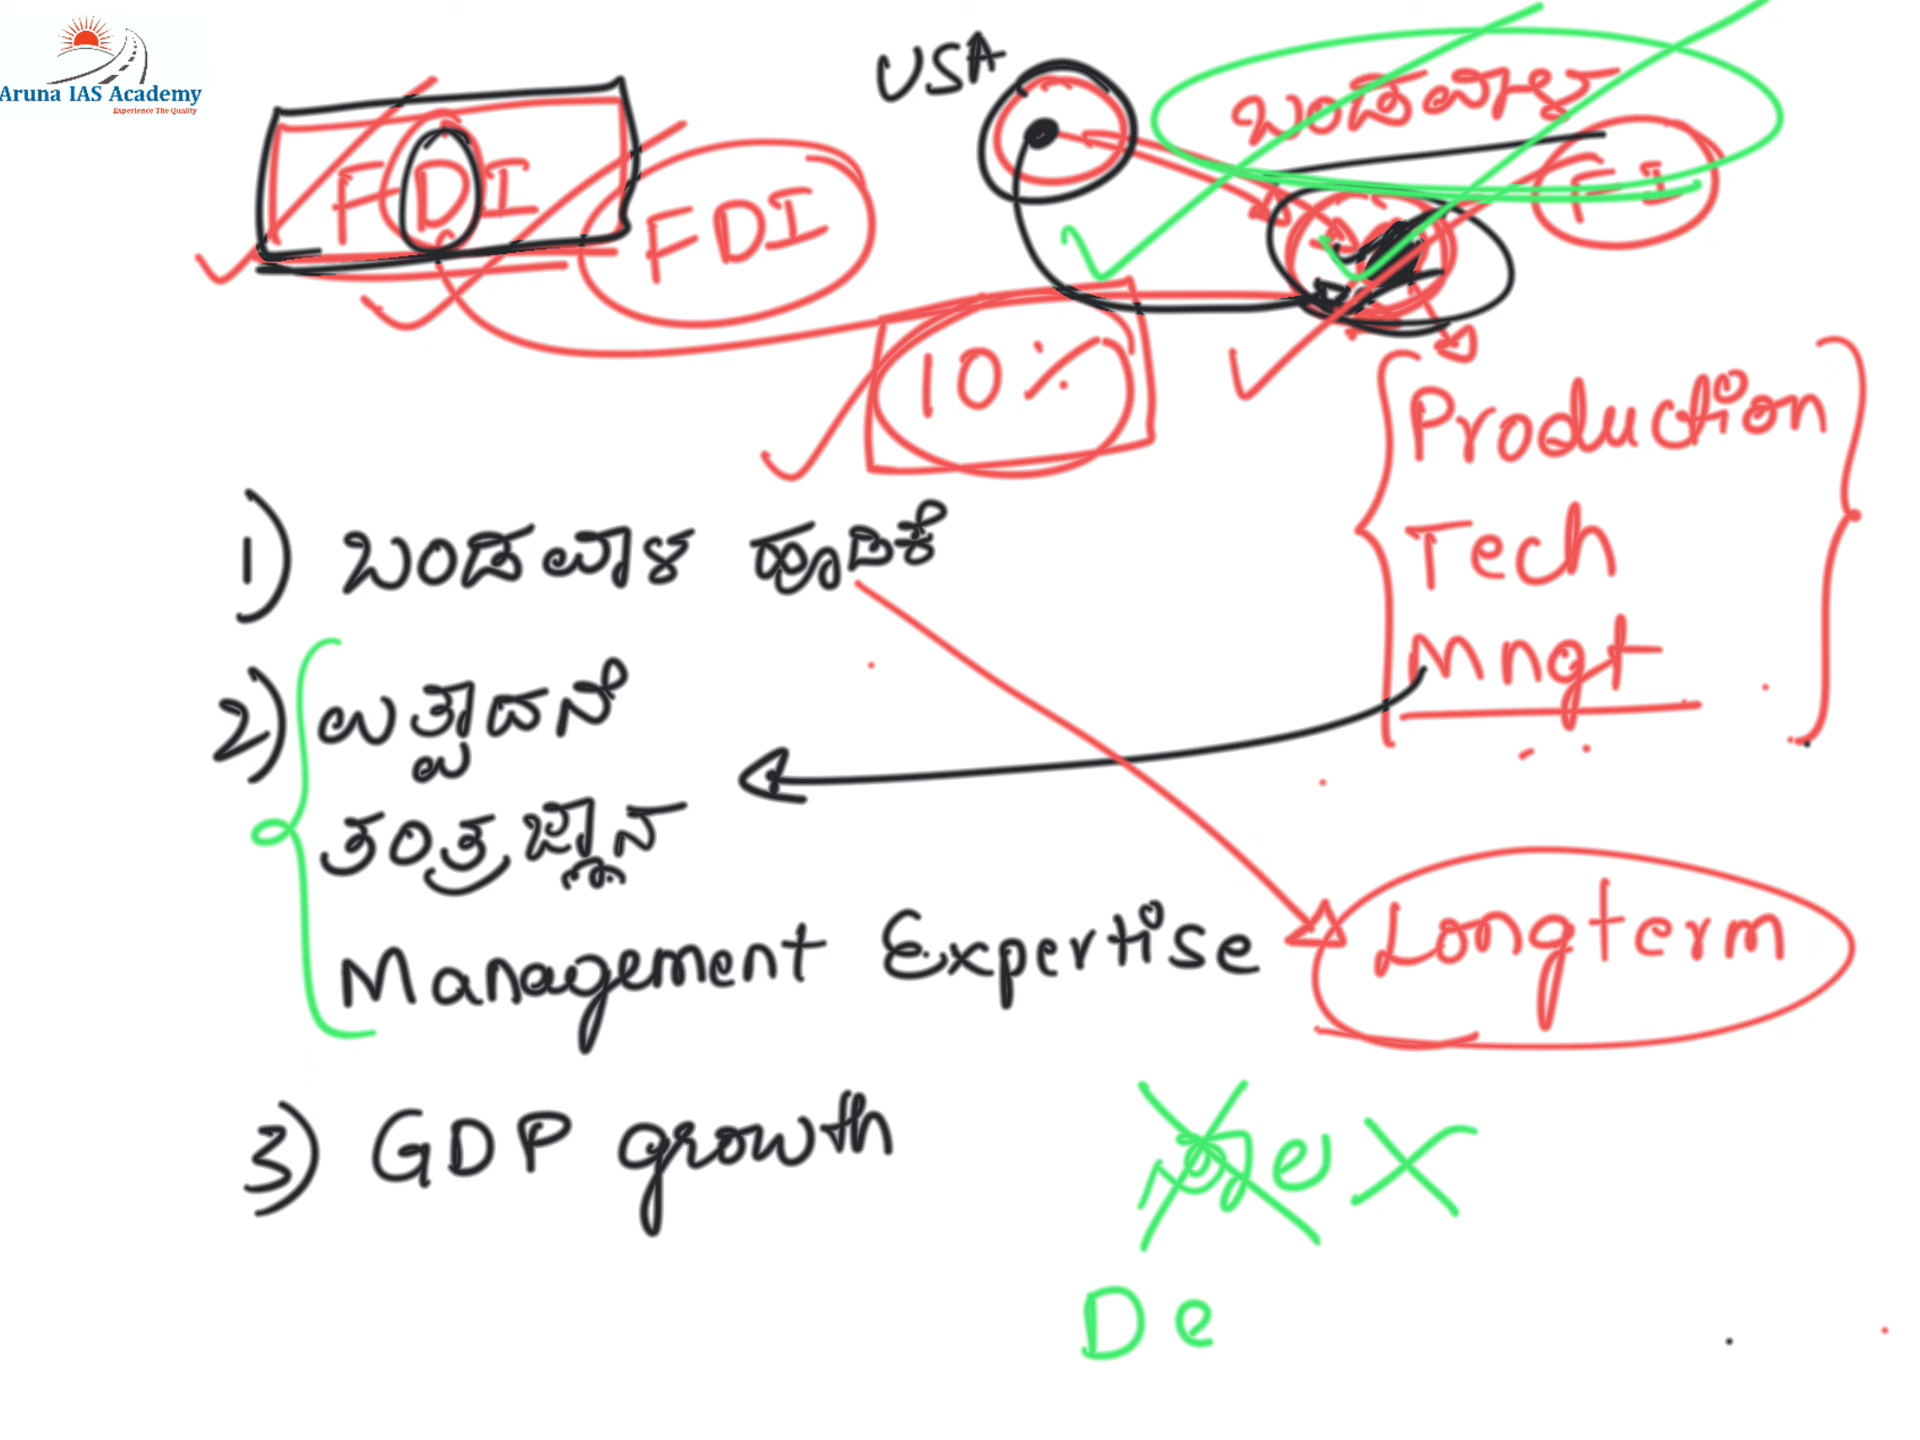 Aruna IAS Academy
Experience The Quality
USA
ಬಂಡವಾಳ
FDI
FDI
FI
10%
Production
Tech
Mngt
1) ಬಂಡವಾಳ ಹೂಡಿಕೆ
2) ಉತ್ಪಾದನೆ
ತಂತ್ರಜ್ಞಾನ
Management Expertise
Longterm
3) GDP growth
De